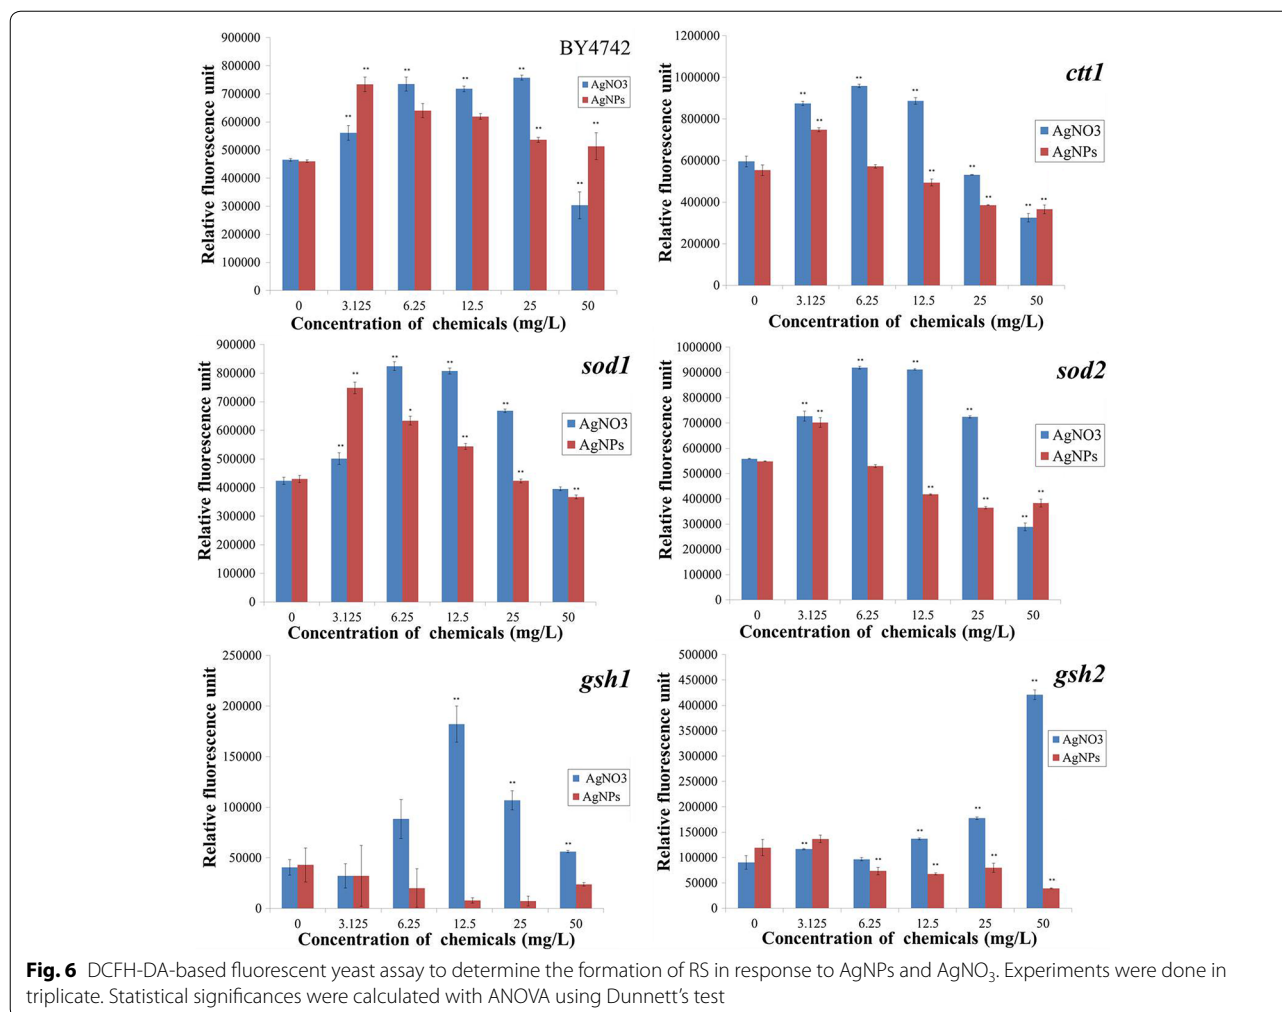 BY4742
Relative fluorescence unit
900000
800000
700000
600000
500000
400000
300000
200000
100000
0
** ** ** ** ** ** ** **
AgNO3
AgNPs
0 3.125 6.25 12.5 25 50
Concentration of chemicals (mg/L)
ctt1
Relative fluorescence unit
1200000
1000000
800000
600000
400000
200000
0
** ** ** ** ** ** ** ** **
AgNO3
AgNPs
0 3.125 6.25 12.5 25 50
Concentration of chemicals (mg/L)
sod1
Relative fluorescence unit
900000
800000
700000
600000
500000
400000
300000
200000
100000
0
** ** ** * ** ** ** ** **
AgNO3
AgNPs
0 3.125 6.25 12.5 25 50
Concentration of chemicals (mg/L)
sod2
Relative fluorescence unit
1000000
900000
800000
700000
600000
500000
400000
300000
200000
100000
0
** ** ** ** ** ** ** ** **
AgNO3
AgNPs
0 3.125 6.25 12.5 25 50
Concentration of chemicals (mg/L)
gsh1
Relative fluorescence unit
250000
200000
150000
100000
50000
0
** ** **
AgNO3
AgNPs
0 3.125 6.25 12.5 25 50
Concentration of chemicals (mg/L)
gsh2
Relative fluorescence unit
500000
450000
400000
350000
300000
250000
200000
150000
100000
50000
0
** ** ** ** ** ** ** **
AgNO3
AgNPs
0 3.125 6.25 12.5 25 50
Concentration of chemicals (mg/L)
Fig. 6 DCFH-DA-based fluorescent yeast assay to determine the formation of RS in response to AgNPs and AgNO₃. Experiments were done in
triplicate. Statistical significances were calculated with ANOVA using Dunnett’s test